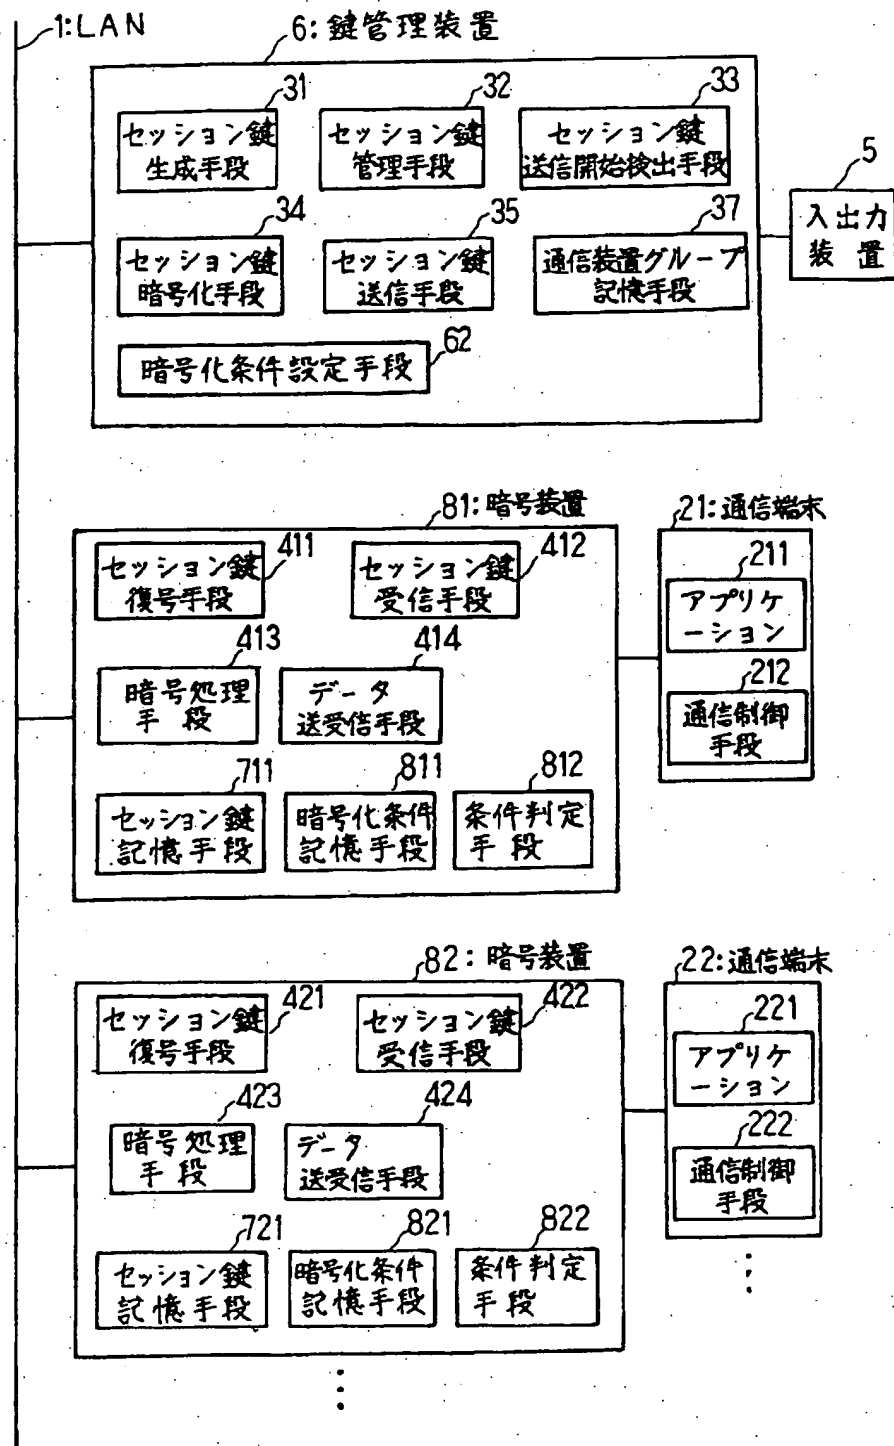 1:LAN
6:鍵管理装置
31
セッション鍵
生成手段
32
セッション鍵
管理手段
33
セッション鍵
送信開始検出手段
5
入出力
装置
34
セッション鍵
暗号化手段
35
セッション鍵
送信手段
37
通信装置グループ
記憶手段
62
暗号化条件設定手段
81:暗号装置
21:通信端末
411
セッション鍵
復号手段
412
セッション鍵
受信手段
211
アプリケ
ーション
413
暗号処理
手段
414
データ
送受信手段
212
通信制御
手段
711
セッション鍵
記憶手段
811
暗号化条件
記憶手段
812
条件判定
手段
82:暗号装置
22:通信端末
421
セッション鍵
復号手段
422
セッション鍵
受信手段
221
アプリケ
ーション
423
暗号処理
手段
424
データ
送受信手段
222
通信制御
手段
721
セッション鍵
記憶手段
821
暗号化条件
記憶手段
822
条件判定
手段